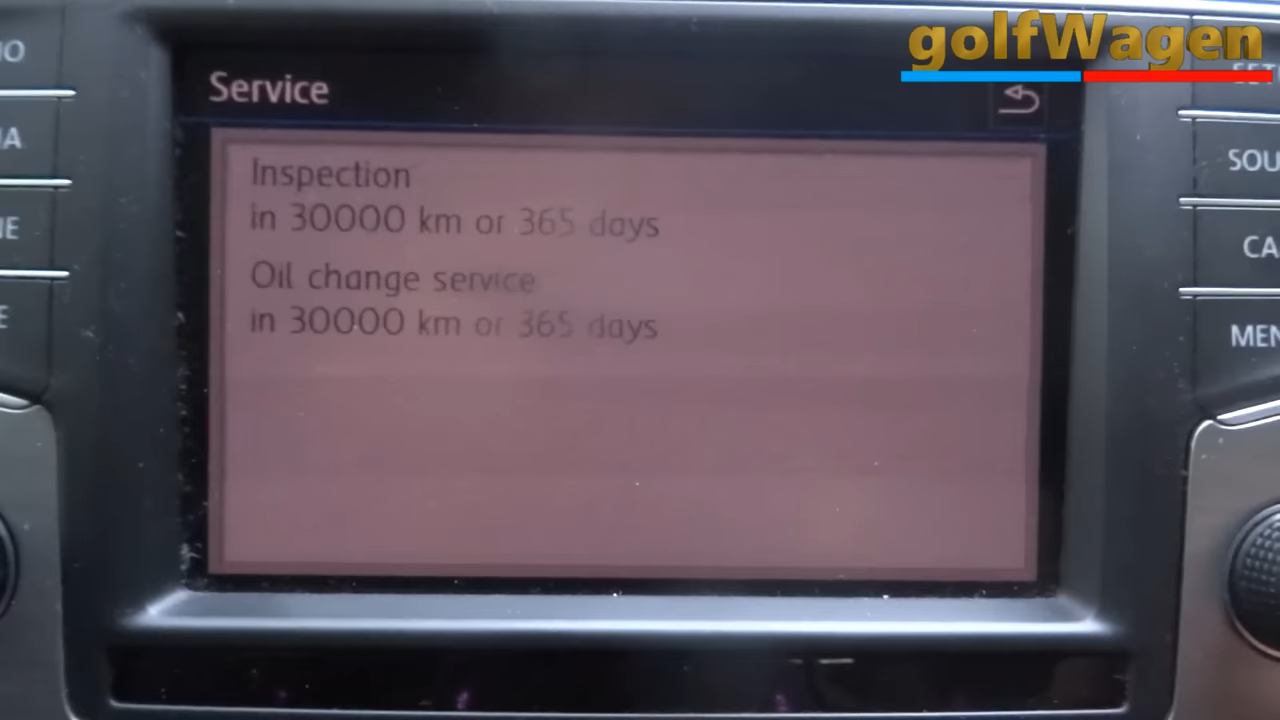 golfWagen
Service
Inspection
in 30000 km or 365 days
Oil change service
in 30000 km or 365 days
SOU
CA
MEN